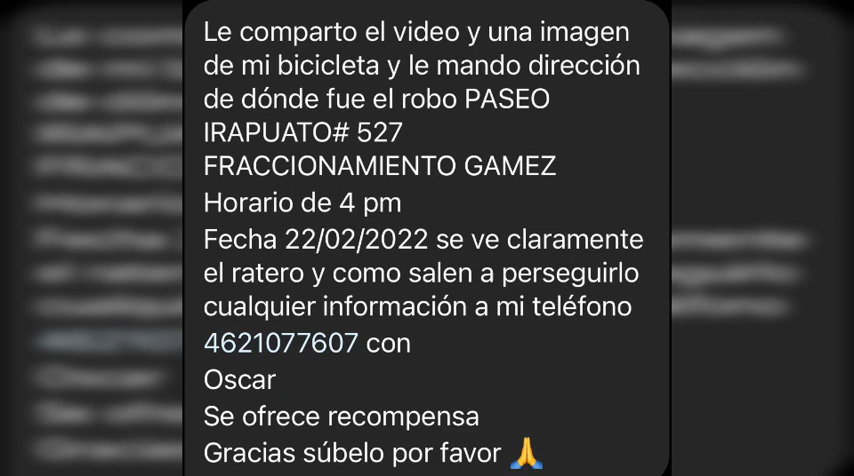 Le comparto el video y una imagen
de mi bicicleta y le mando dirección
de dónde fue el robo PASEO
IRAPUATO# 527
FRACCIONAMIENTO GAMEZ
Horario de 4 pm
Fecha 22/02/2022 se ve claramente
el ratero y como salen a perseguirlo
cualquier información a mi teléfono
4621077607 con
Oscar
Se ofrece recompensa
Gracias súbelo por favor 🙏